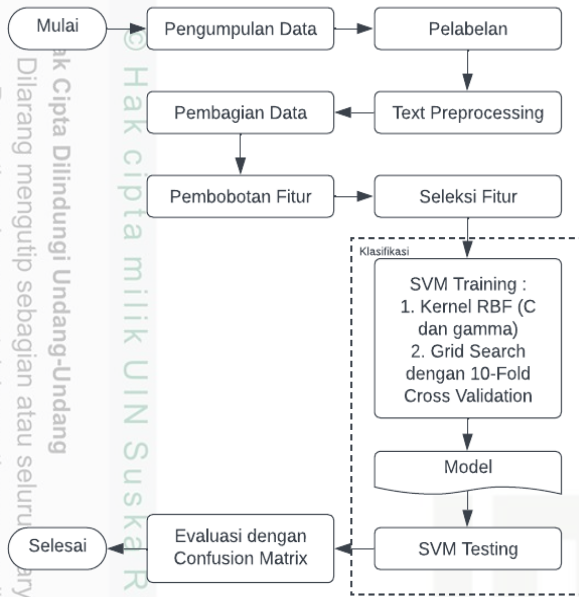 Mulai
Pengumpulan Data
Pelabelan
Pembagian Data
Text Preprocessing
Pembobotan Fitur
Seleksi Fitur
Klasifikasi
SVM Training :
1. Kernel RBF (C
dan gamma)
2. Grid Search
dengan 10-Fold
Cross Validation
Model
Selesai
Evaluasi dengan
Confusion Matrix
SVM Testing
© Hak cipta milik UIN Suska R
ak Cipta Dilindungi Undang-Undang
Dilarang mengutip sebagian atau seluru